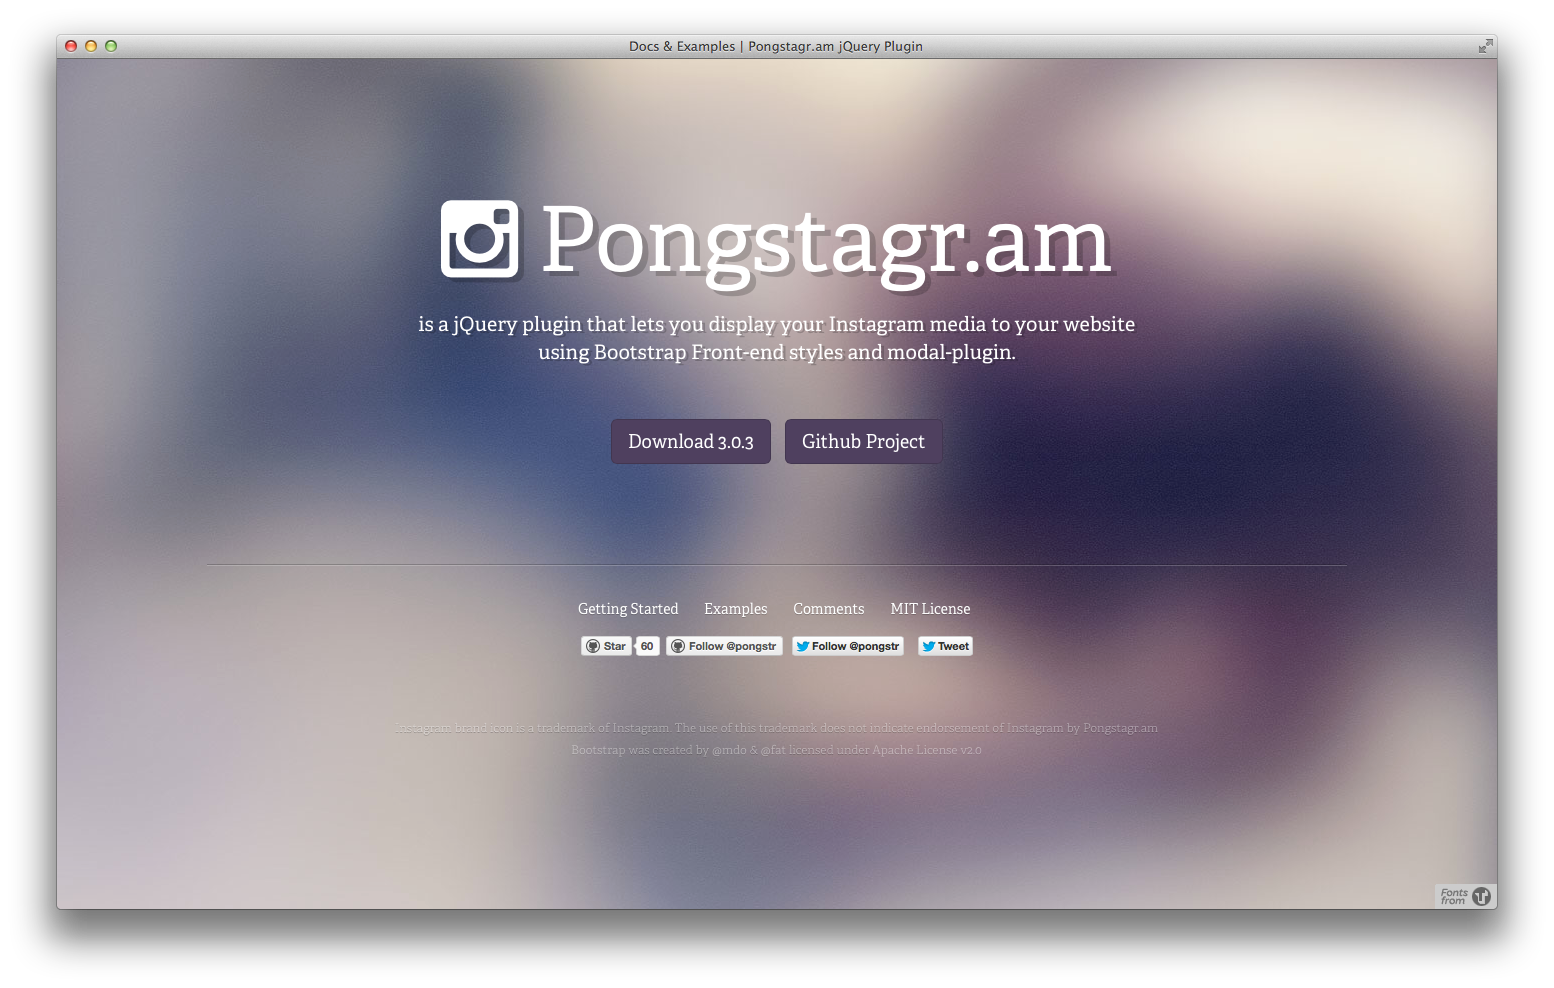 Docs & Examples | Pongstagr.am jQuery Plugin
Pongstagr.am
is a jQuery plugin that lets you display your Instagram media to your website
using Bootstrap Front-end styles and modal-plugin.
Download 3.0.3 Github Project
Getting Started Examples Comments MIT License
Star 60 Follow @pongstr Follow @pongstr Tweet
Instagram brand icon is a trademark of Instagram. The use of this trademark does not indicate endorsement of Instagram by Pongstagr.am
Bootstrap was created by @mdo & @fat licensed under Apache License v2.0
Fonts
from